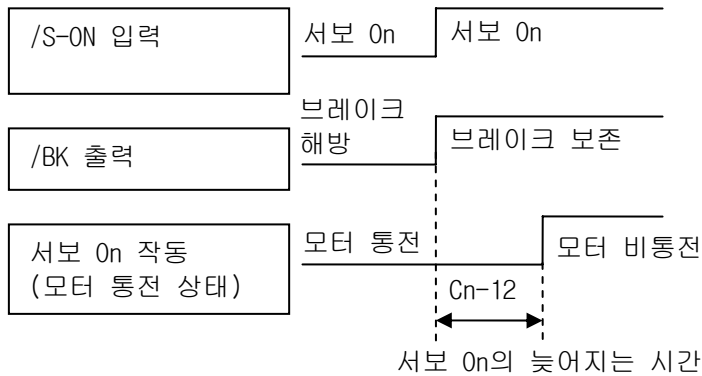 /S-ON 입력
서보 On
서보 On
/BK 출력
브레이크
해방
브레이크 보존
서보 On 작동
(모터 통전 상태)
모터 통전
모터 비통전
Cn-12
서보 On의 늦어지는 시간